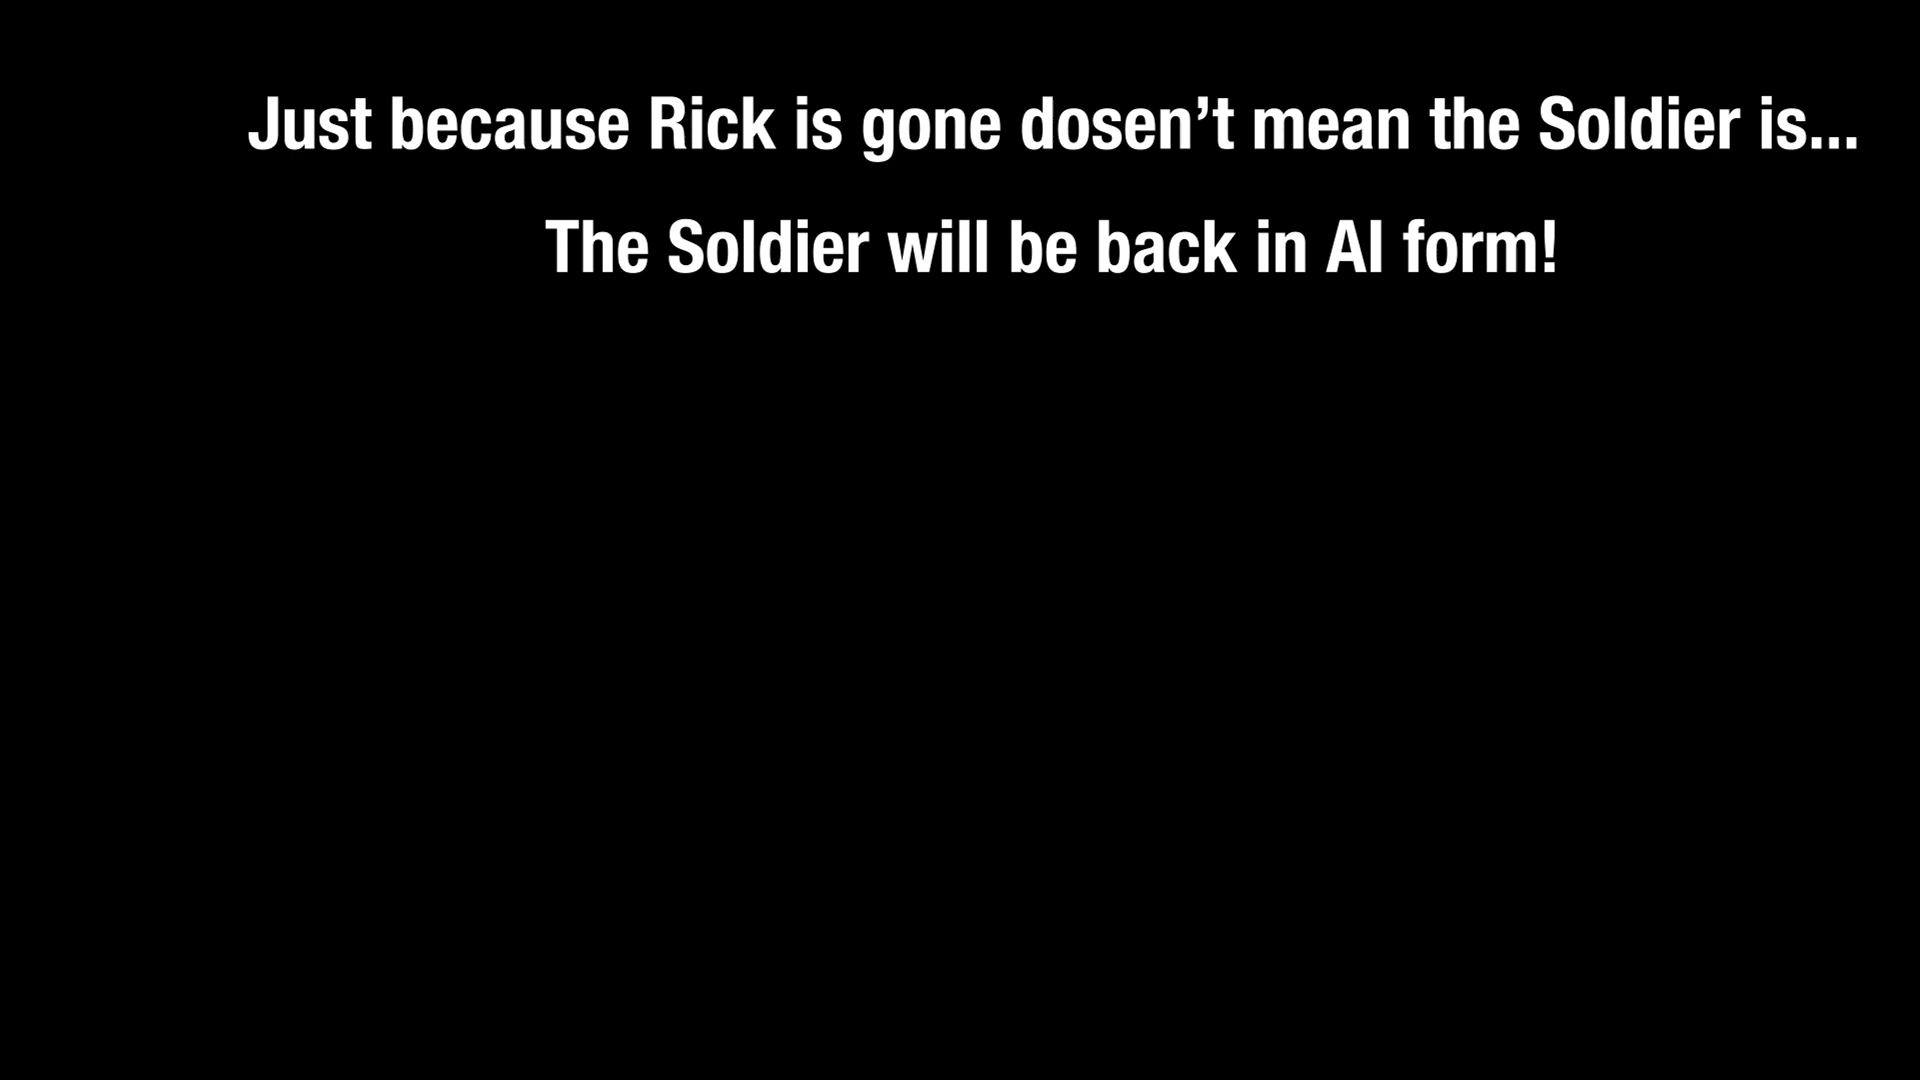 Just because Rick is gone dosen’t mean the Soldier is...
The Soldier will be back in AI form!